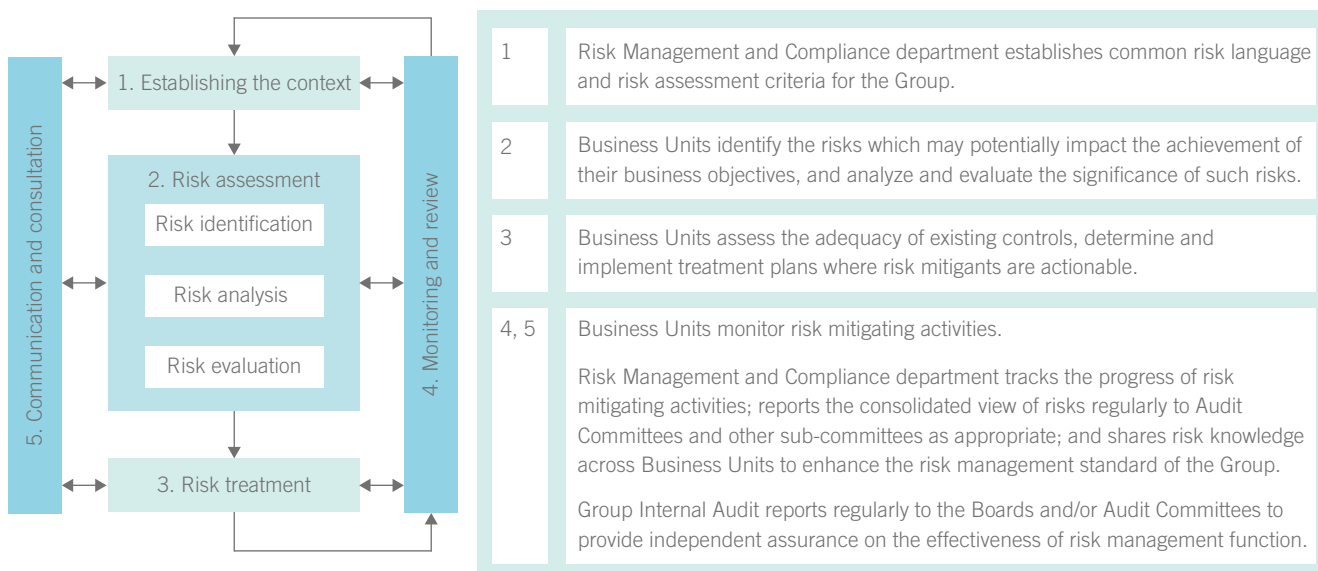 5. Communication and consultation
1. Establishing the context
2. Risk assessment
Risk identification
Risk analysis
Risk evaluation
3. Risk treatment
4. Monitoring and review
1
Risk Management and Compliance department establishes common risk language
and risk assessment criteria for the Group.
2
Business Units identify the risks which may potentially impact the achievement of
their business objectives, and analyze and evaluate the significance of such risks.
3
Business Units assess the adequacy of existing controls, determine and
implement treatment plans where risk mitigants are actionable.
4, 5
Business Units monitor risk mitigating activities.
Risk Management and Compliance department tracks the progress of risk
mitigating activities; reports the consolidated view of risks regularly to Audit
Committees and other sub-committees as appropriate; and shares risk knowledge
across Business Units to enhance the risk management standard of the Group.
Group Internal Audit reports regularly to the Boards and/or Audit Committees to
provide independent assurance on the effectiveness of risk management function.